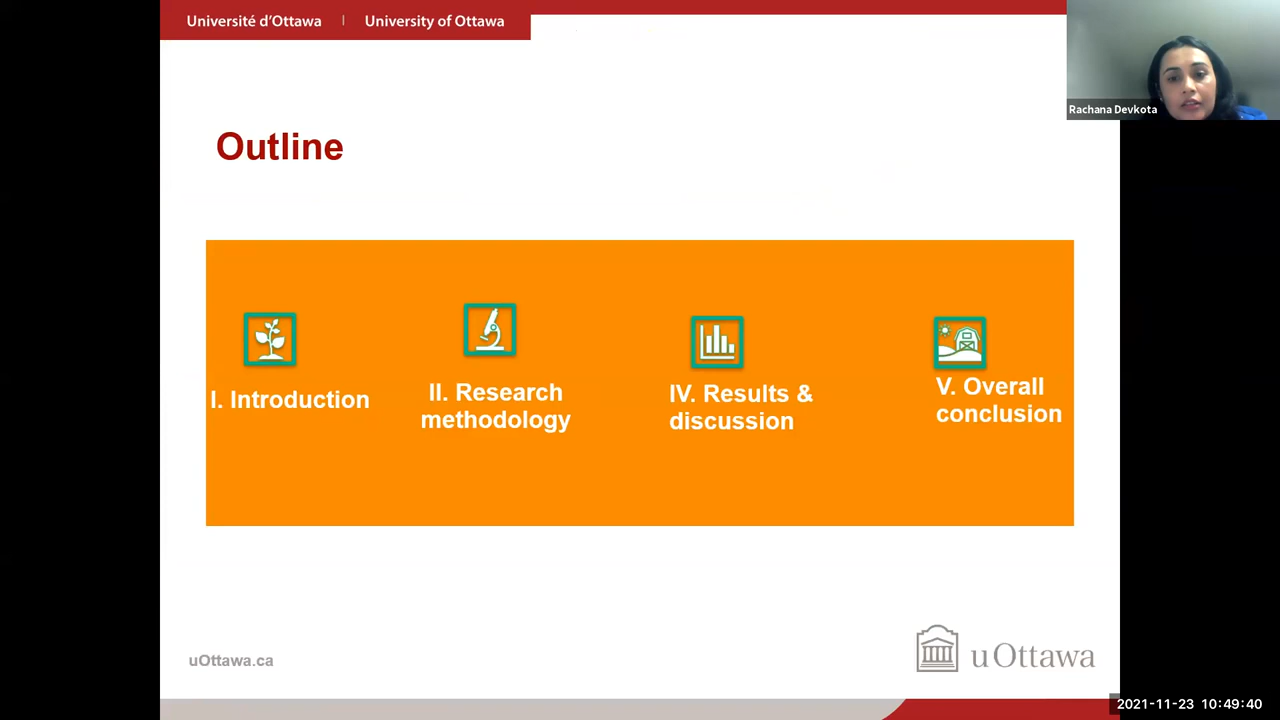 Université d'Ottawa | University of Ottawa
Rachana Devkota
Outline
I. Introduction
II. Research
methodology
IV. Results &
discussion
V. Overall
conclusion
uOttawa.ca
uOttawa
2021-11-23 10:49:40